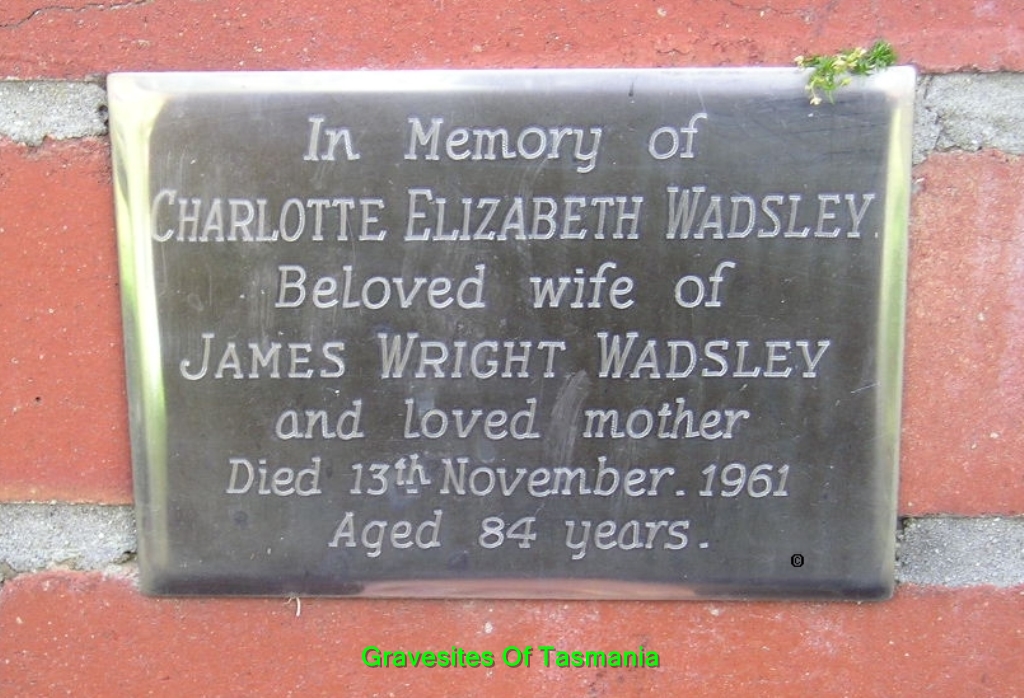 In Memory of
CHARLOTTE ELIZABETH WADSLEY.
Beloved wife of
JAMES WRIGHT WADSLEY
and loved mother
Died 13th November. 1961
Aged 84 years.
©
Gravesites Of Tasmania